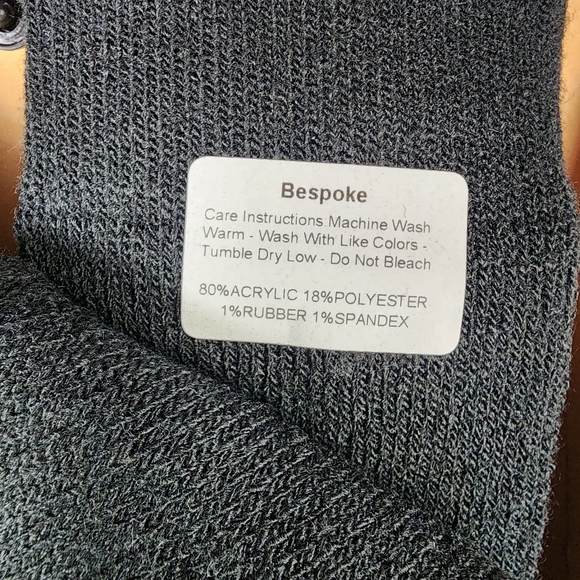 Bespoke
Care Instructions Machine Wash
Warm - Wash With Like Colors -
Tumble Dry Low - Do Not Bleach
80%ACRYLIC 18%POLYESTER
1%RUBBER 1%SPANDEX